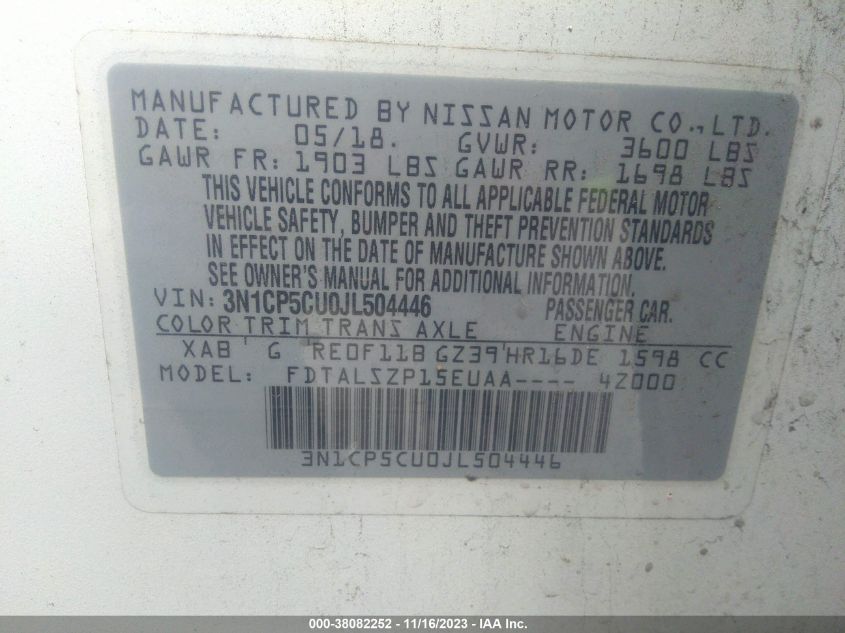 MANUFACTURED BY NISSAN MOTOR CO., LTD.
DATE: 05/18. GVWR: 3600 LBS
GAWR FR: 1903 LBS GAWR RR: 1698 LBS
THIS VEHICLE CONFORMS TO ALL APPLICABLE FEDERAL MOTOR
VEHICLE SAFETY, BUMPER AND THEFT PREVENTION STANDARDS
IN EFFECT ON THE DATE OF MANUFACTURE SHOWN ABOVE.
SEE OWNER'S MANUAL FOR ADDITIONAL INFORMATION.
VIN: 3N1CP5CU0JL504446 PASSENGER CAR.
COLOR TRIM TRANS AXLE ENGINE
XAB G RE0F11B GZ39 HR16DE 1598 CC
MODEL: FDTALSZP15EUAA---- 4Z000
3N1CP5CU0JL504446
000-38082252 - 11/16/2023 - IAA Inc.